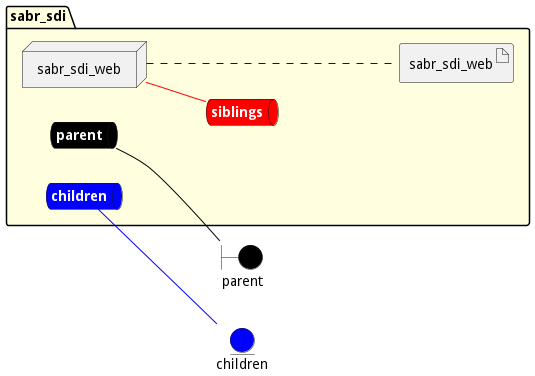 sabr_sdi
sabr_sdi_web
sabr_sdi_web
siblings
parent
children
parent
children